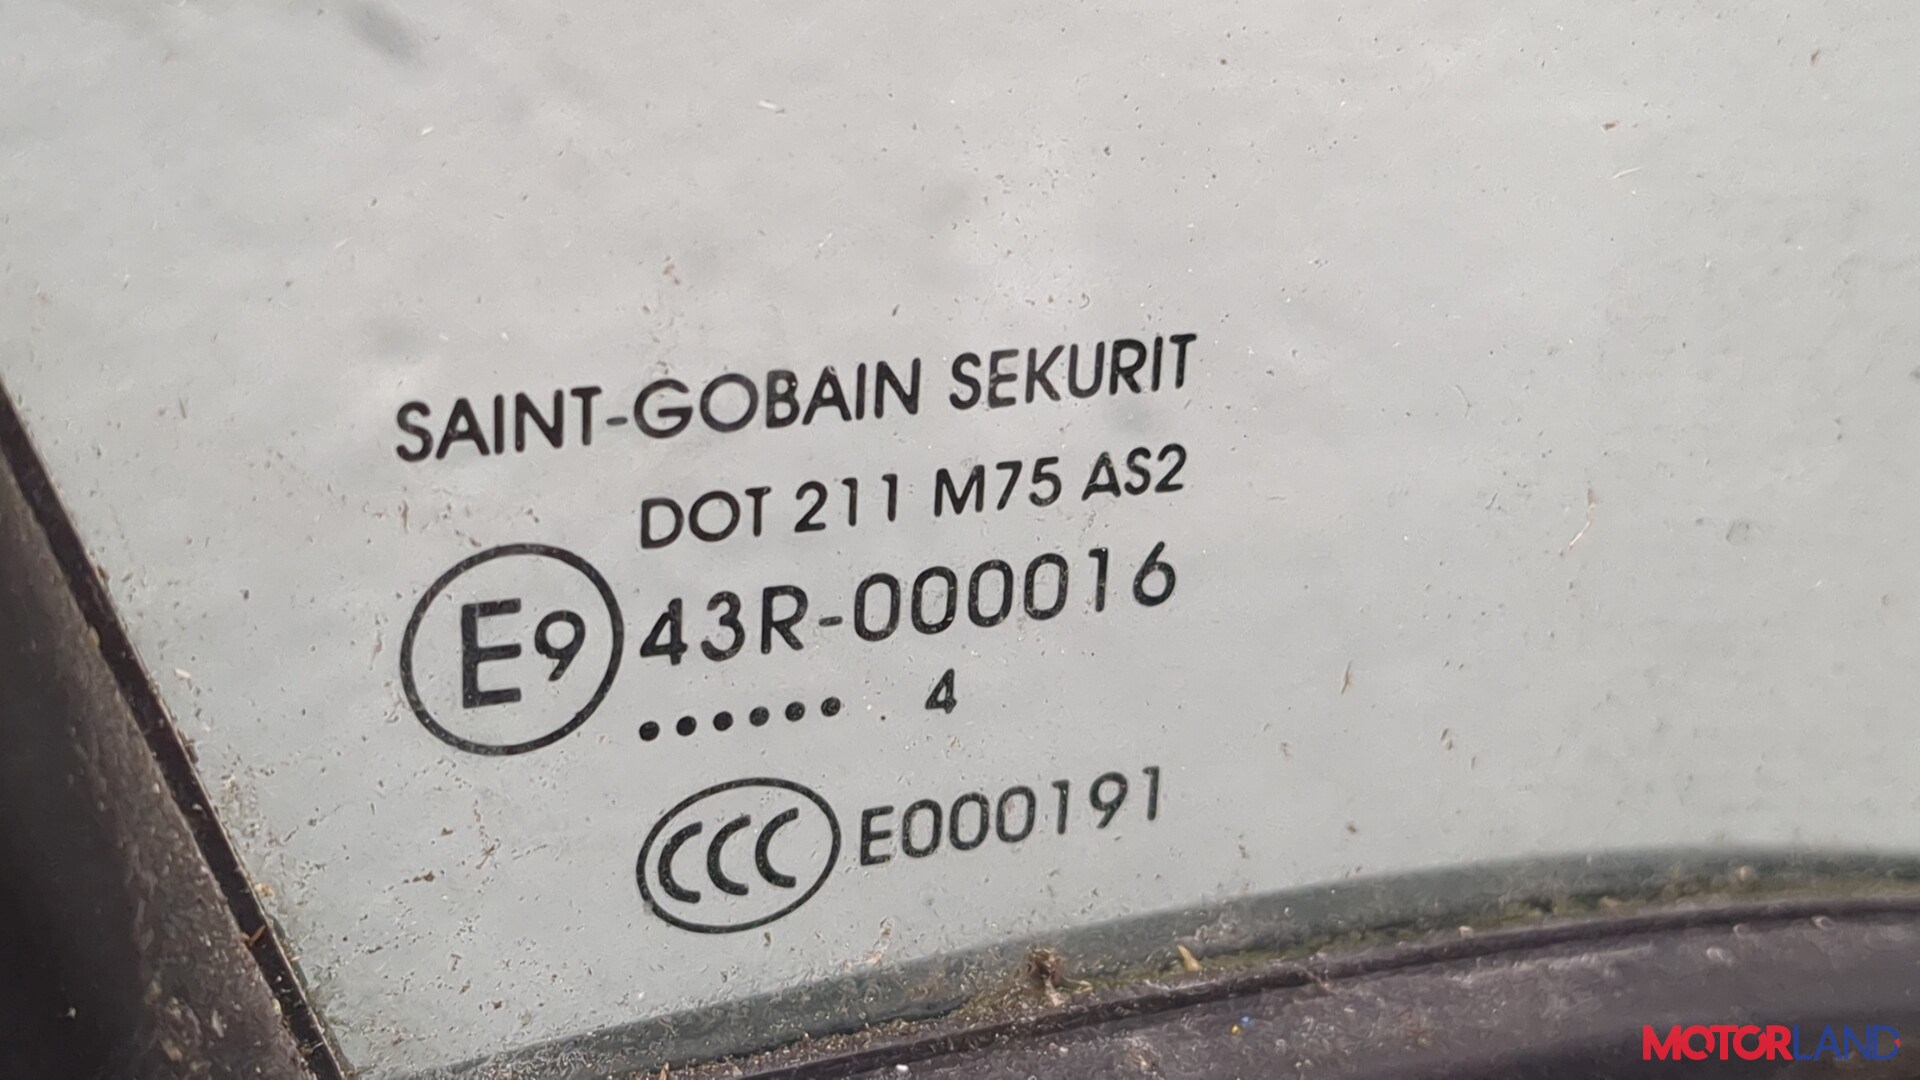 SAINT-GOBAIN SEKURIT
DOT 211 M75 AS2
E9 43R-000016
...... 4
CCC E000191
MOTORLAND